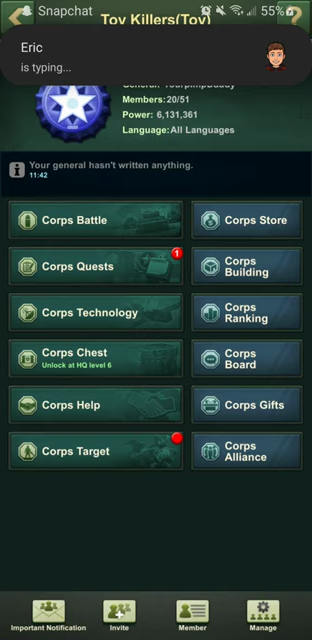 Snapchat
55%
Toy Killers(Toy)
Eric
is typing...
Members:20/51
Power: 6,131,361
Language:All Languages
Your general hasn't written anything.
11:42
Corps Battle
Corps Store
Corps Quests
1
Corps
Building
Corps Technology
Corps
Ranking
Corps Chest
Unlock at HQ level 6
Corps
Board
Corps Help
Corps Gifts
Corps Target
Corps
Alliance
Important Notification
Invite
Member
Manage